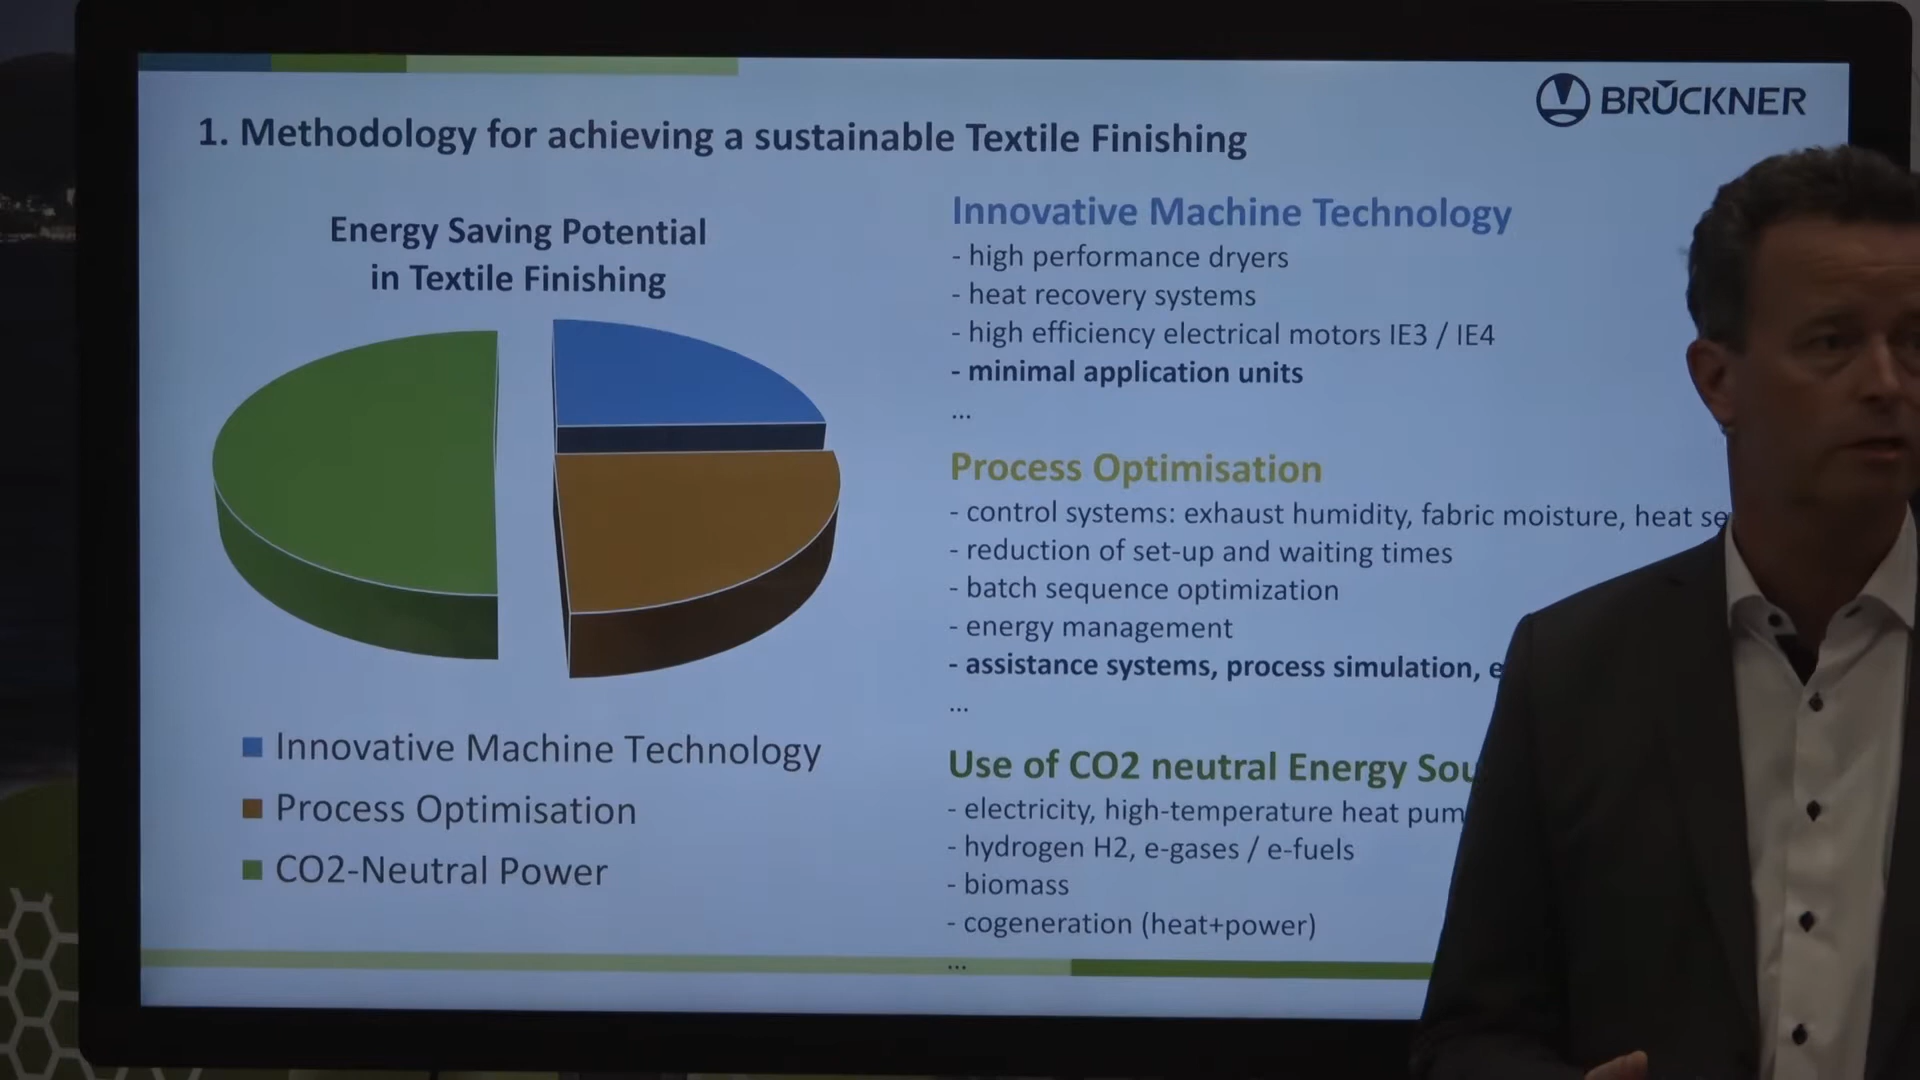 BRÜCKNER
1. Methodology for achieving a sustainable Textile Finishing
Energy Saving Potential
in Textile Finishing
Innovative Machine Technology
Process Optimisation
CO2-Neutral Power
Innovative Machine Technology
- high performance dryers
- heat recovery systems
- high efficiency electrical motors IE3 / IE4
- minimal application units
...
Process Optimisation
- control systems: exhaust humidity, fabric moisture, heat
- reduction of set-up and waiting times
- batch sequence optimization
- energy management
- assistance systems, process simulation,
...
Use of CO2 neutral Energy
- electricity, high-temperature heat
- hydrogen H2, e-gases / e-fuels
- biomass
- cogeneration (heat+power)
...